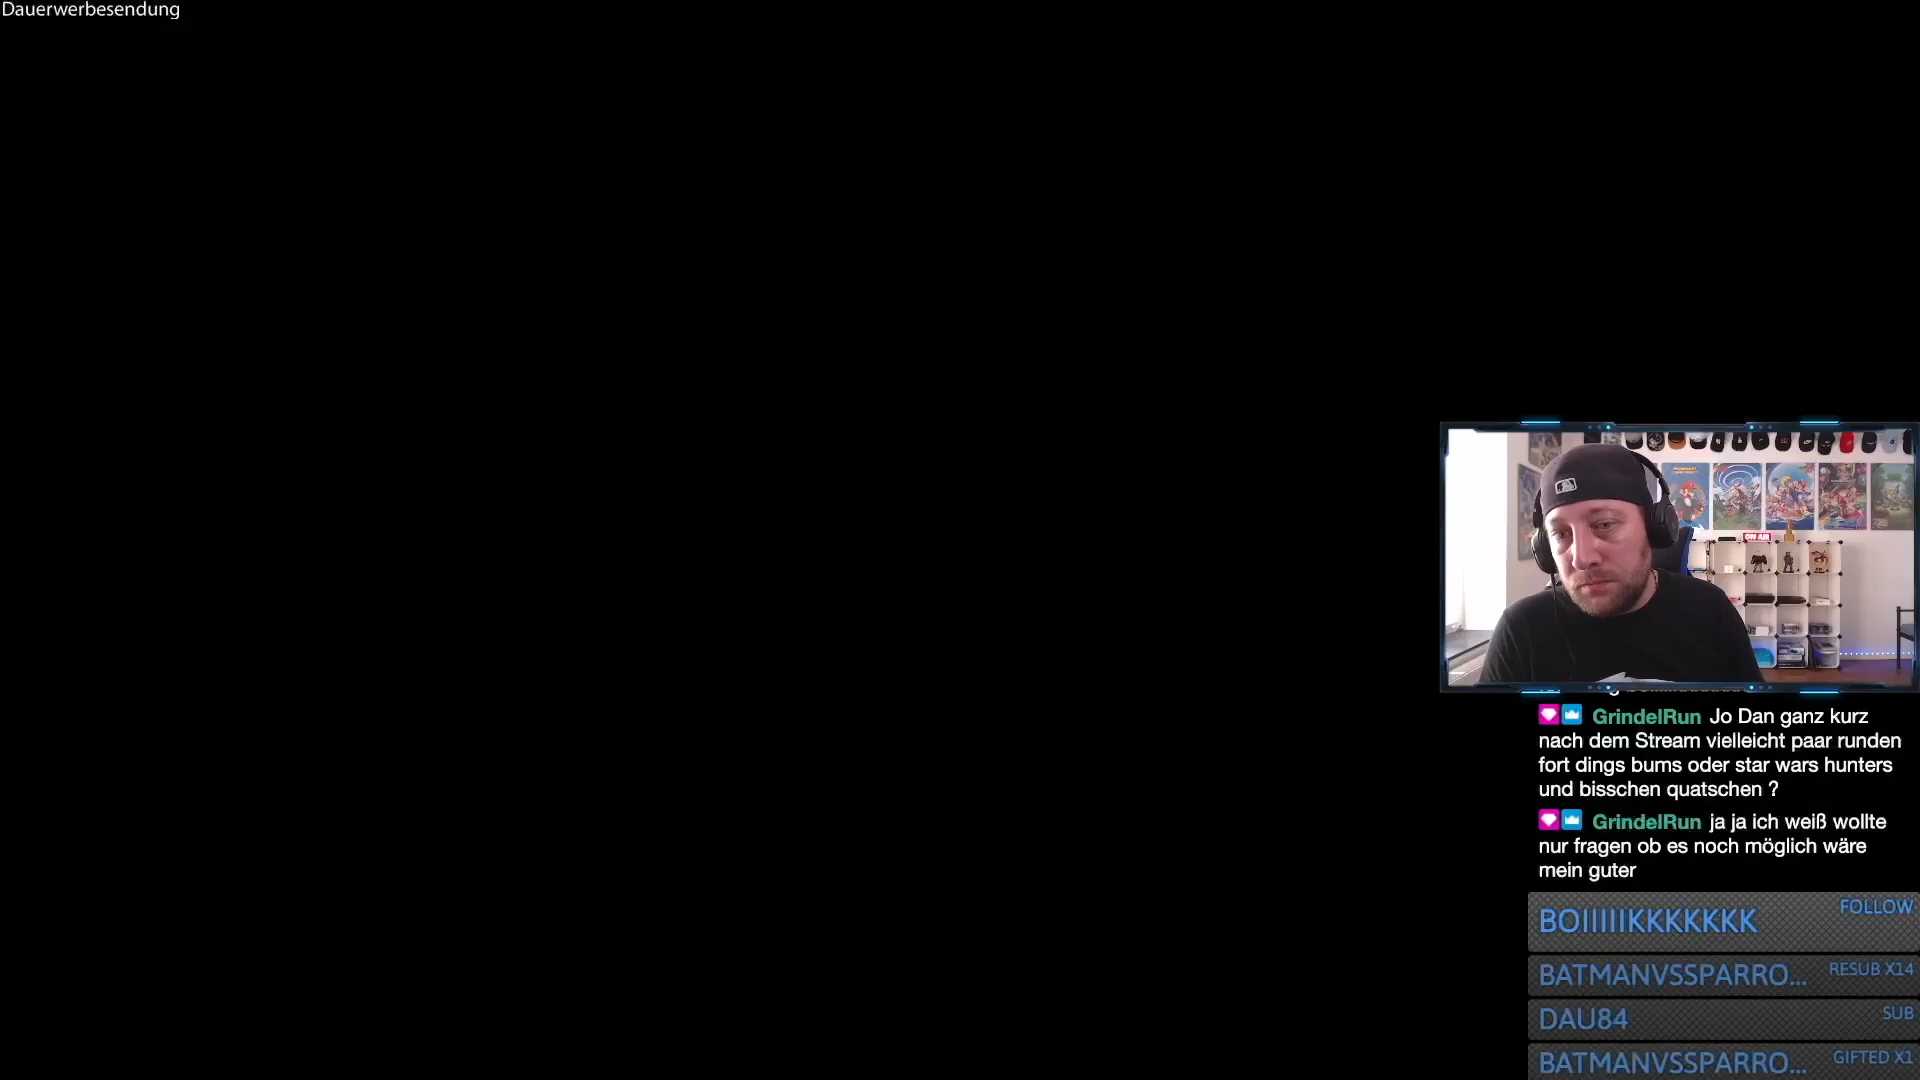 Dauerwerbesendung
ON AIR
GrindelRun Jo Dan ganz kurz
nach dem Stream vielleicht paar runden
fort dings bums oder star wars hunters
und bisschen quatschen ?
GrindelRun ja ja ich weiß wollte
nur fragen ob es noch möglich wäre
mein guter
BOIIIIIKKKKKKK FOLLOW
BATMANVSSPARRO... RESUB X14
DAU84 SUB
BATMANVSSPARRO... GIFTED X1